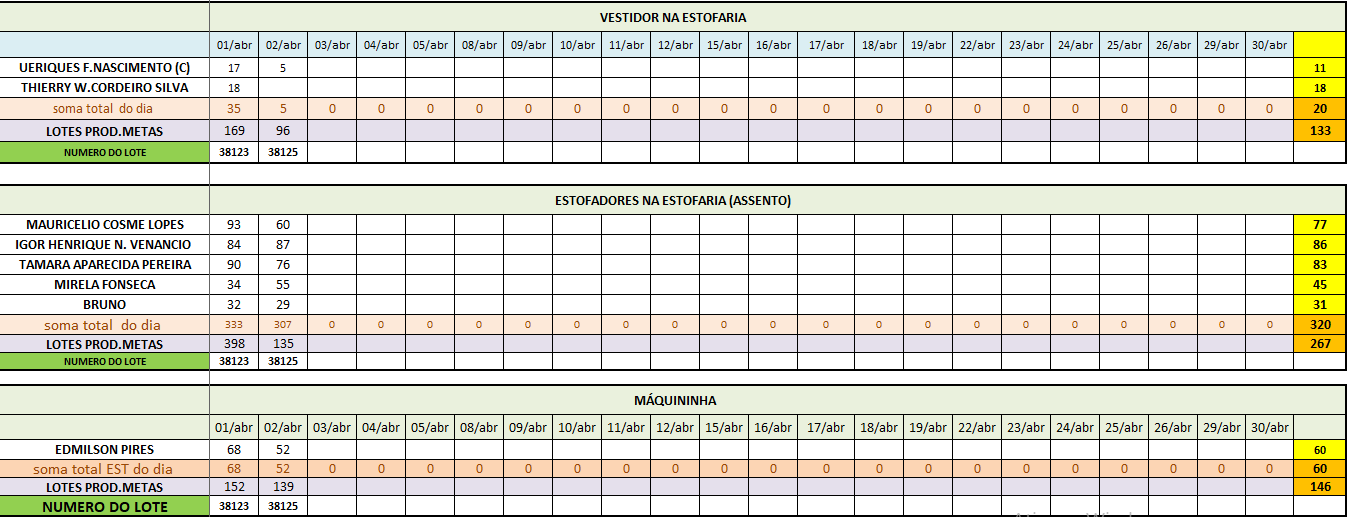 VESTIDOR NA ESTOFARIA
01/abr 02/abr 03/abr 04/abr 05/abr 08/abr 09/abr 10/abr 11/abr 12/abr 15/abr 16/abr 17/abr 18/abr 19/abr 22/abr 23/abr 24/abr 25/abr 26/abr 29/abr 30/abr
UERIQUES F.NASCIMENTO (C) 17 5 11
THIERRY W.CORDEIRO SILVA 18 18
soma total do dia 35 5 0 0 0 0 0 0 0 0 0 0 0 0 0 0 0 0 0 0 0 0 20
LOTES PROD.METAS 169 96 133
NUMERO DO LOTE 38123 38125
ESTOFADORES NA ESTOFARIA (ASSENTO)
MAURICELIO COSME LOPES 93 60 77
IGOR HENRIQUE N. VENANCIO 84 87 86
TAMARA APARECIDA PEREIRA 90 76 83
MIRELA FONSECA 34 55 45
BRUNO 32 29 31
soma total do dia 333 307 0 0 0 0 0 0 0 0 0 0 0 0 0 0 0 0 0 0 0 0 320
LOTES PROD.METAS 398 135 267
NUMERO DO LOTE 38123 38125
MÁQUININHA
01/abr 02/abr 03/abr 04/abr 05/abr 08/abr 09/abr 10/abr 11/abr 12/abr 15/abr 16/abr 17/abr 18/abr 19/abr 22/abr 23/abr 24/abr 25/abr 26/abr 29/abr 30/abr
EDMILSON PIRES 68 52 60
soma total EST do dia 68 52 0 0 0 0 0 0 0 0 0 0 0 0 0 0 0 0 0 0 0 0 60
LOTES PROD.METAS 152 139 146
NUMERO DO LOTE 38123 38125